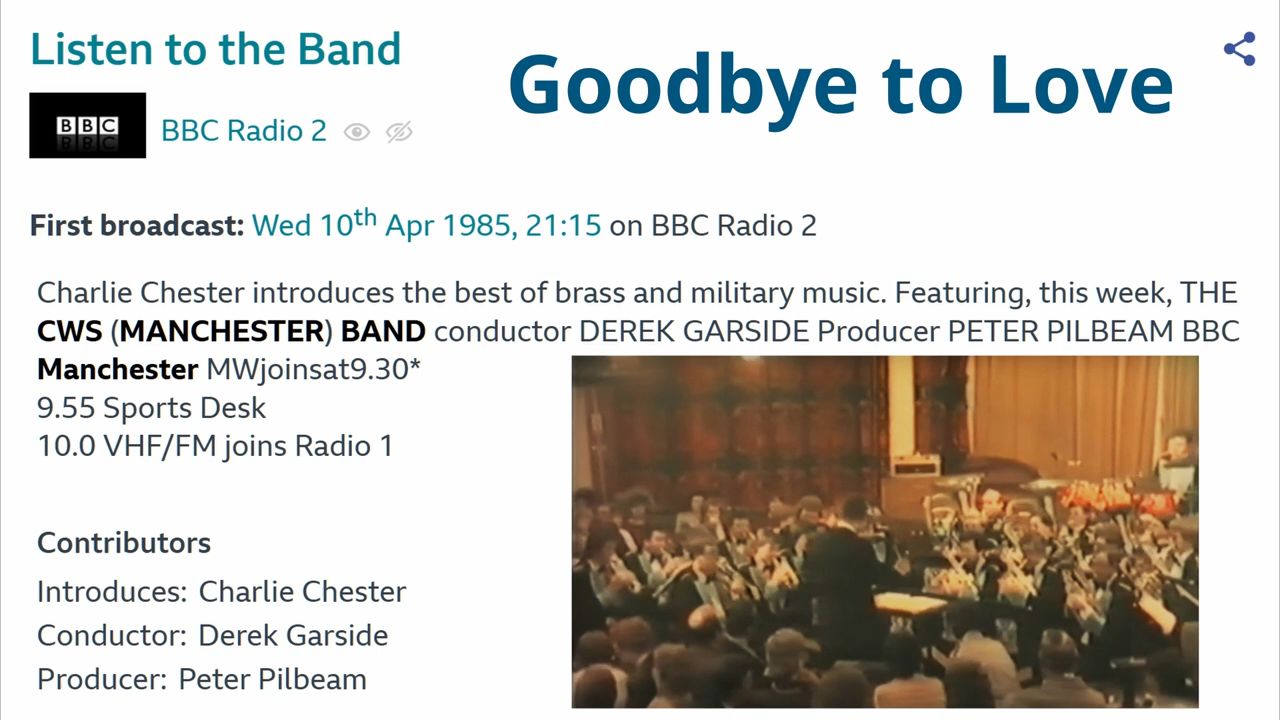 Listen to the Band
Goodbye to Love
BBC
BBC Radio 2
First broadcast: Wed 10th Apr 1985, 21:15 on BBC Radio 2
Charlie Chester introduces the best of brass and military music. Featuring, this week, THE
CWS (MANCHESTER) BAND conductor DEREK GARSIDE Producer PETER PILBEAM BBC
Manchester MWjoinsat9.30*
9.55 Sports Desk
10.0 VHF/FM joins Radio 1
Contributors
Introduces: Charlie Chester
Conductor: Derek Garside
Producer: Peter Pilbeam